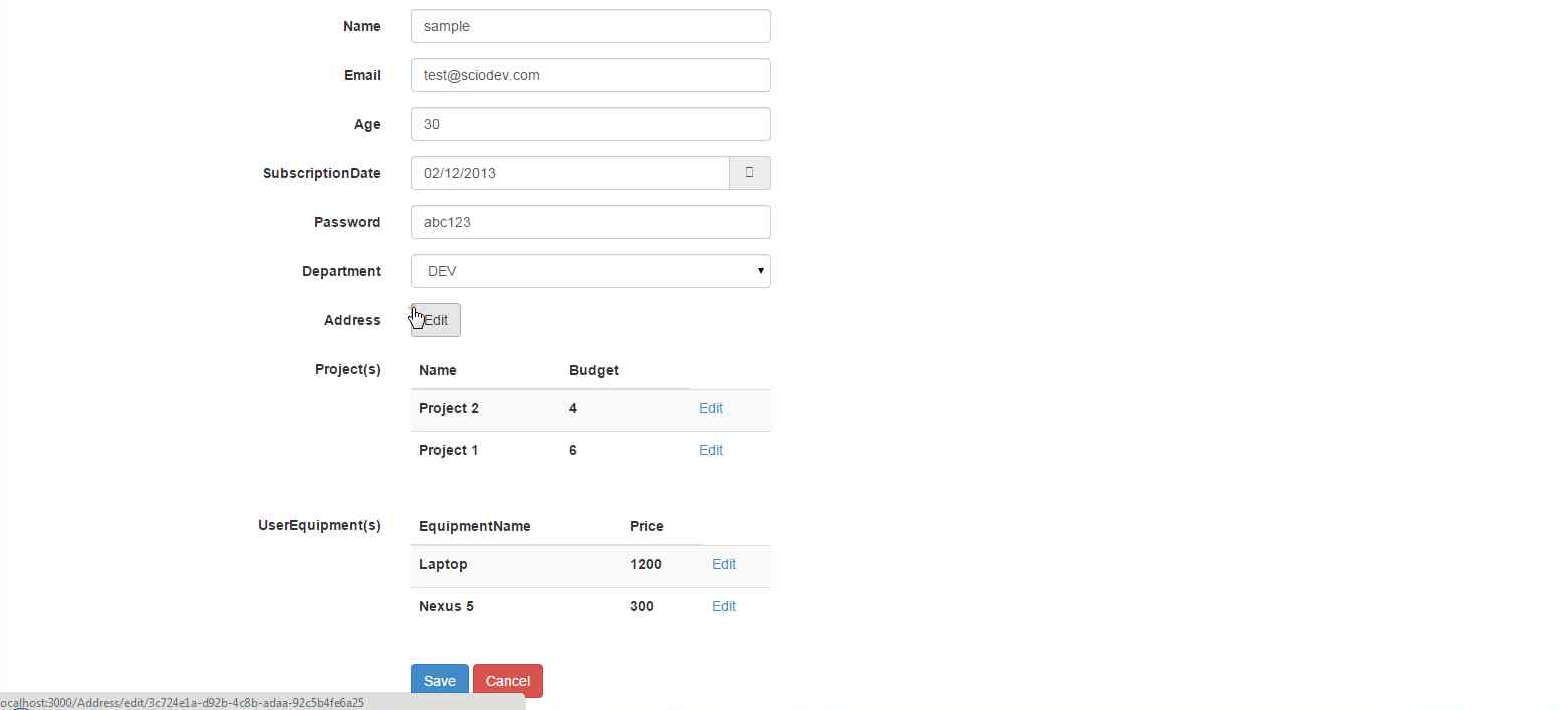 Name sample
Email test@sciodev.com
Age 30
SubscriptionDate 02/12/2013
Password abc123
Department DEV
Address Edit
Project(s) Name Budget
Project 2 4 Edit
Project 1 6 Edit
UserEquipment(s) EquipmentName Price
Laptop 1200 Edit
Nexus 5 300 Edit
Save Cancel
ocalhost:3000/Address/edit/3c724e1a-d92b-4c8b-adaa-92c5b4fe6a25